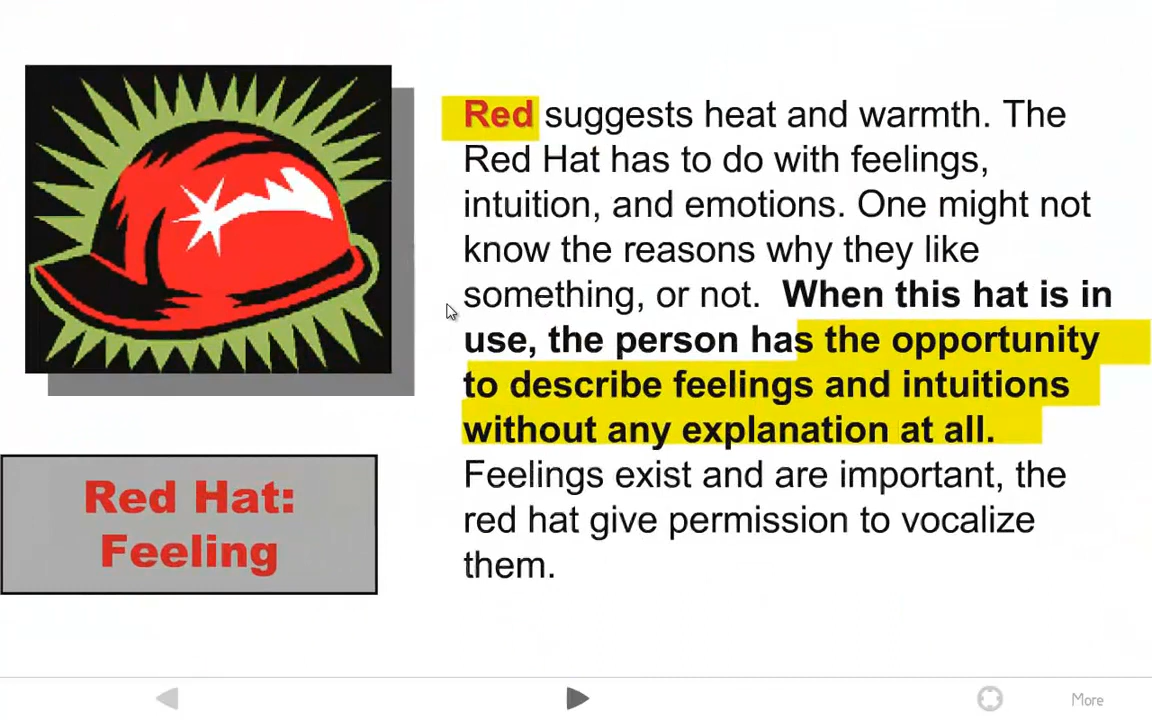 Red suggests heat and warmth. The
Red Hat has to do with feelings,
intuition, and emotions. One might not
know the reasons why they like
something, or not. When this hat is in
use, the person has the opportunity
to describe feelings and intuitions
without any explanation at all.
Feelings exist and are important, the
red hat give permission to vocalize
them.
Red Hat:
Feeling
More